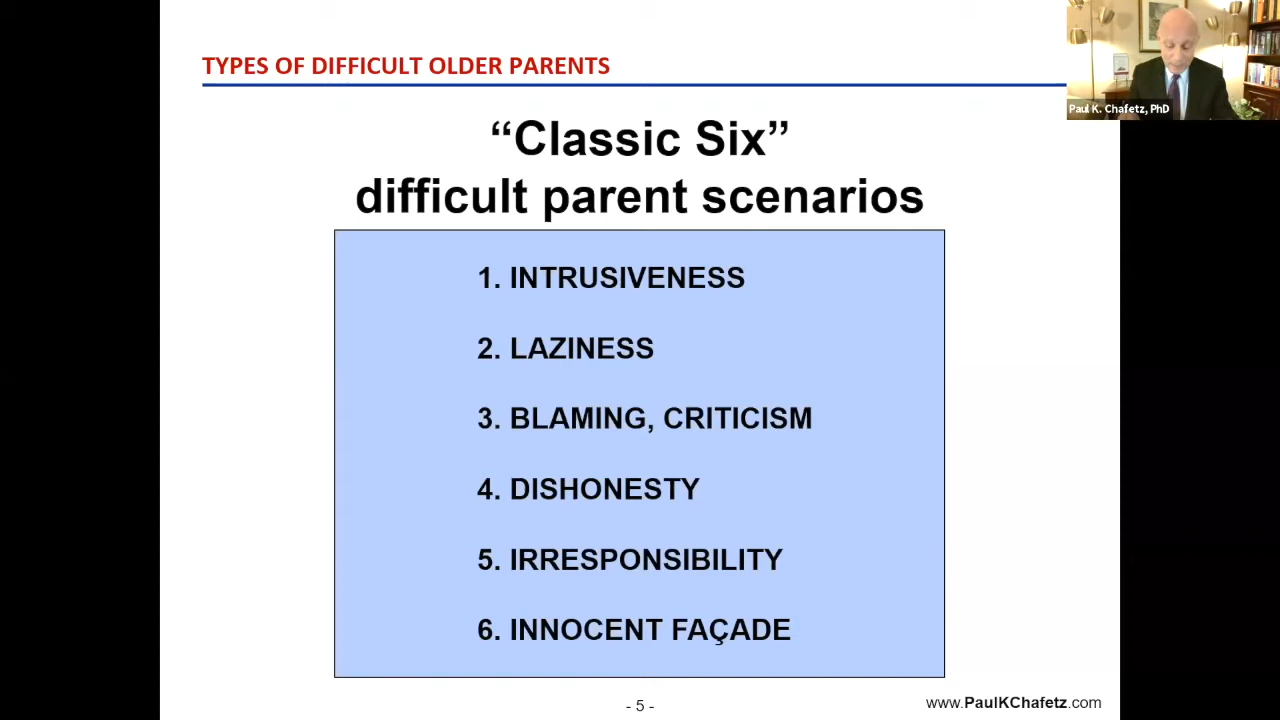 TYPES OF DIFFICULT OLDER PARENTS
Paul K. Chafetz, PhD
“Classic Six”
difficult parent scenarios
1. INTRUSIVENESS
2. LAZINESS
3. BLAMING, CRITICISM
4. DISHONESTY
5. IRRESPONSIBILITY
6. INNOCENT FAÇADE
- 5 -
www.PaulKChafetz.com